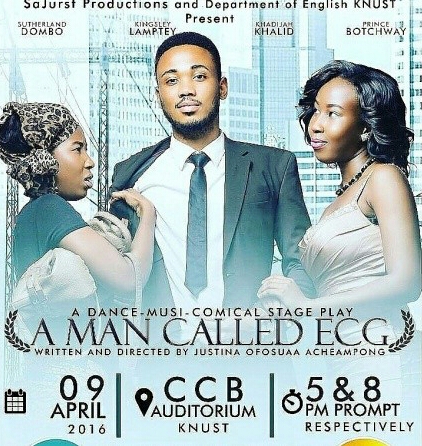 SaJurst Productions and Department of English KNUST
Present
SUTHERLAND DOMBO
KINGSLEY LAMPTEY
KHADIJAH KHALID
PRINCE BOTCHWAY
A DANCE-MUSI-COMICAL STAGE PLAY
A MAN CALLED ECG
WRITTEN AND DIRECTED BY JUSTINA OFOSUAA ACHEAMPONG
09
APRIL
2016
CCB
AUDITORIUM
KNUST
5 & 8
PM PROMPT
RESPECTIVELY